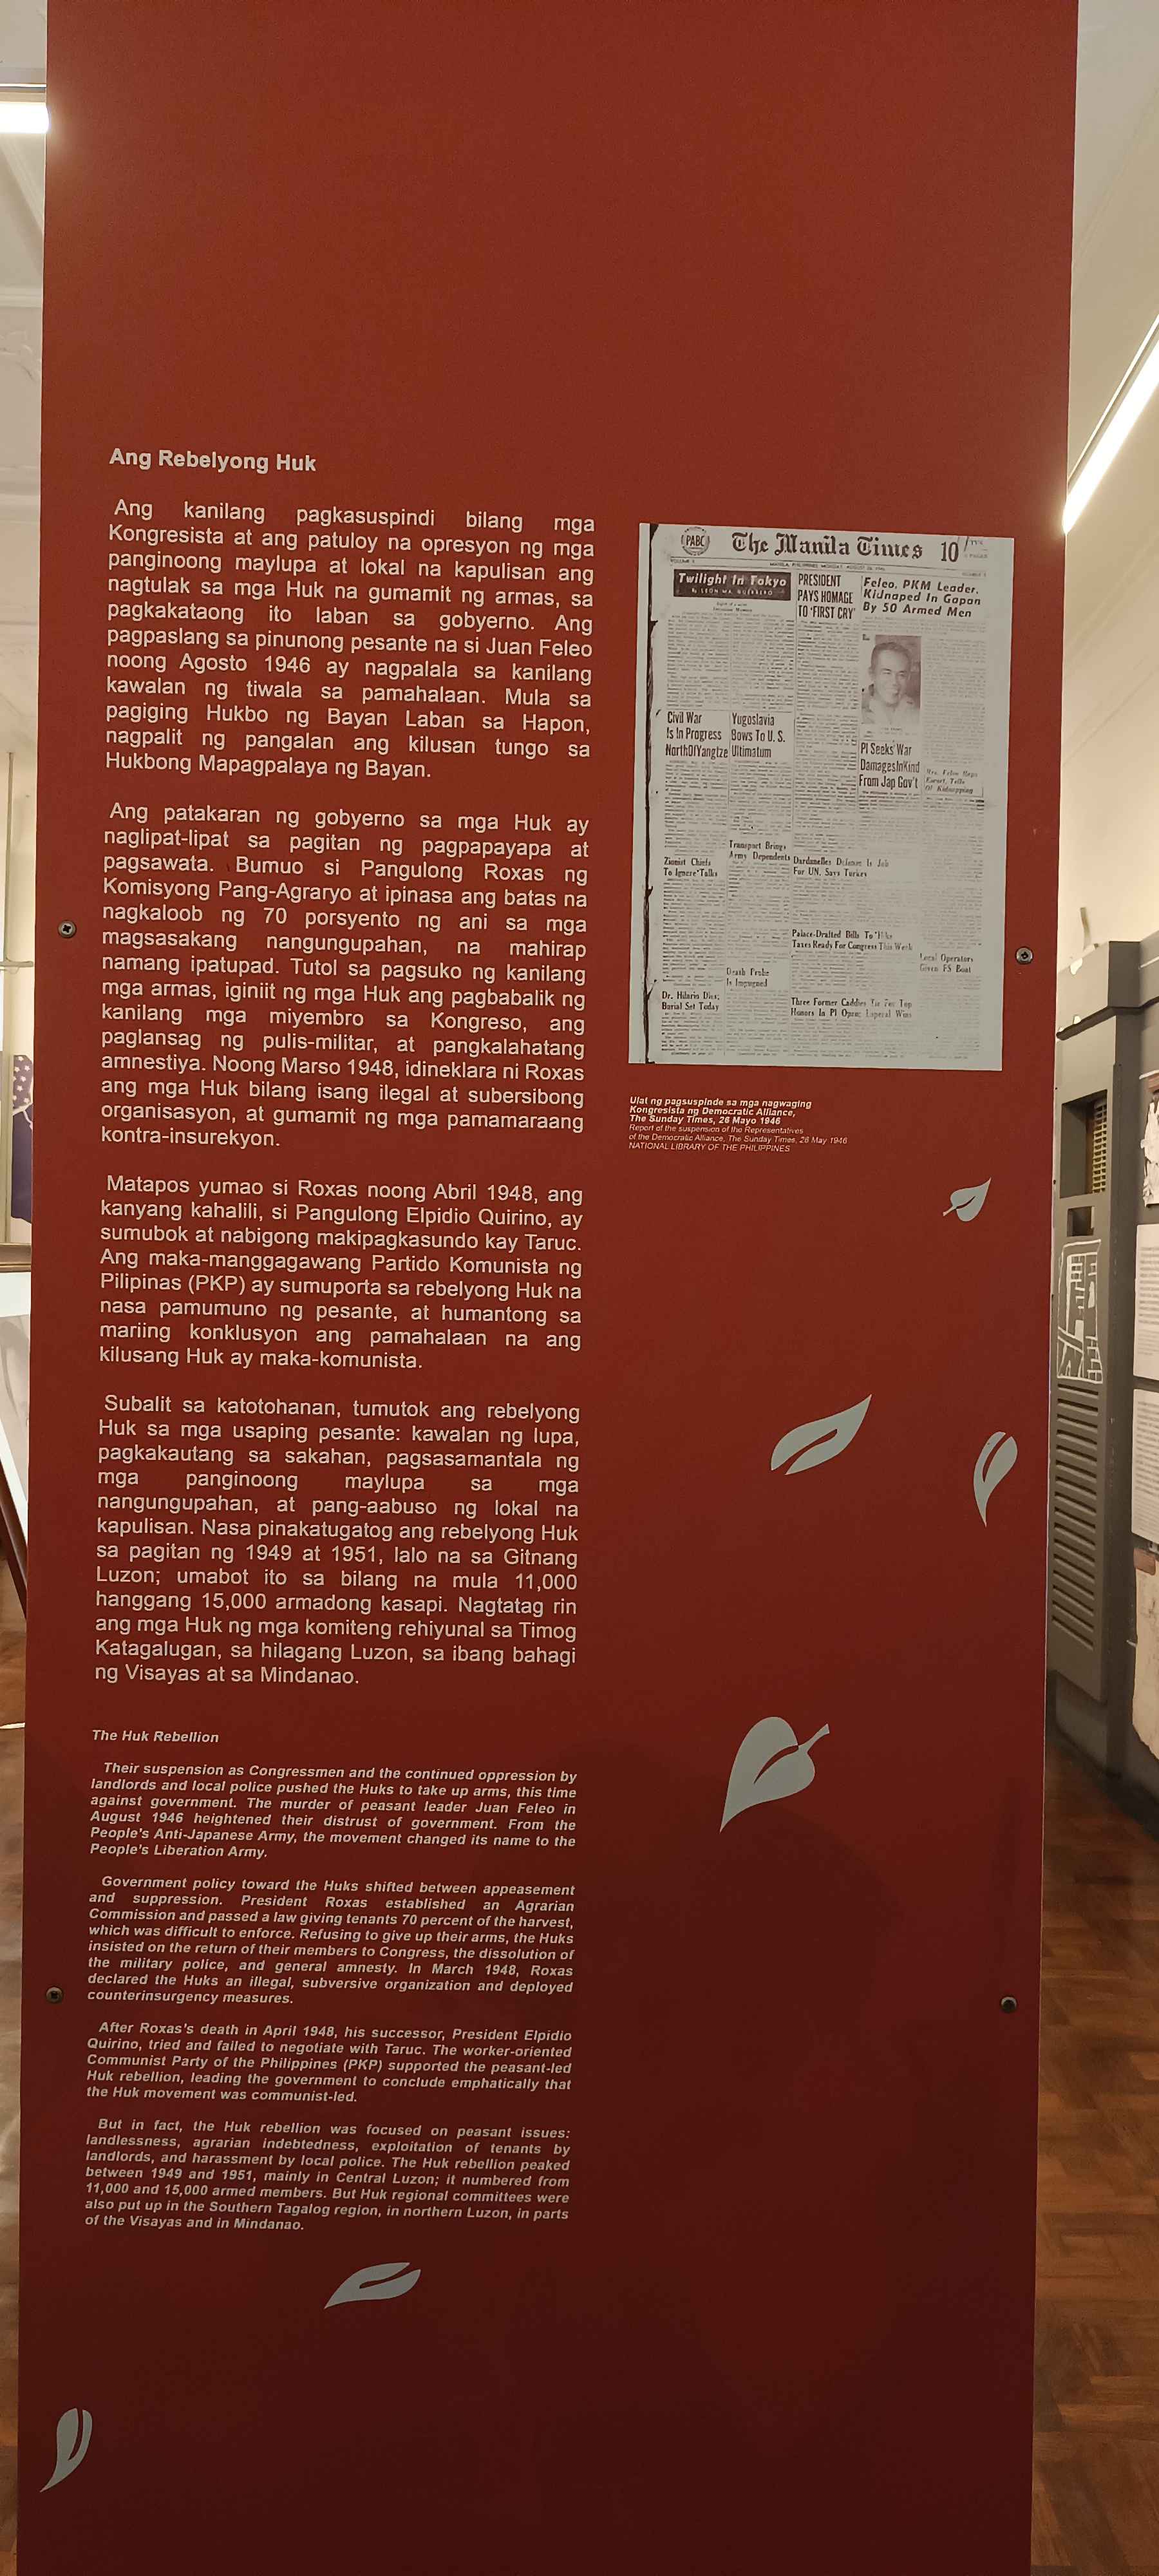 Ang Rebelyong Huk
Ang kanilang pagkasuspindi bilang mga
Kongresista at ang patuloy na opresyon ng mga
panginoong maylupa at lokal na kapulisan ang
nagtulak sa mga Huk na gumamit ng armas, sa
pagkakataong ito laban sa gobyerno. Ang
pagpaslang sa pinunong pesante na si Juan Feleo
noong Agosto 1946 ay nagpalala sa kanilang
kawalan ng tiwala sa pamahalaan. Mula sa
pagiging Hukbo ng Bayan Laban sa Hapon,
nagpalit ng pangalan ang kilusan tungo sa
Hukbong Mapagpalaya ng Bayan.
Ang patakaran ng gobyerno sa mga Huk ay
naglipat-lipat sa pagitan ng pagpapayapa at
pagsawata. Bumuo si Pangulong Roxas ng
Komisyong Pang-Agraryo at ipinasa ang batas na
nagkaloob ng 70 porsyento ng ani sa mga
magsasakang nangungupahan, na mahirap
namang ipatupad. Tutol sa pagsuko ng kanilang
mga armas, iginiit ng mga Huk ang pagbabalik ng
kanilang mga miyembro sa Kongreso, ang
paglansag ng pulis-militar, at pangkalahatang
amnestiya. Noong Marso 1948, idineklara ni Roxas
ang mga Huk bilang isang ilegal at subersibong
organisasyon, at gumamit ng mga pamamaraang
kontra-insurekyon.
Matapos yumao si Roxas noong Abril 1948, ang
kanyang kahalili, si Pangulong Elpidio Quirino, ay
sumubok at nabigong makipagkasundo kay Taruc.
Ang maka-manggagawang Partido Komunista ng
Pilipinas (PKP) ay sumuporta sa rebelyong Huk na
nasa pamumuno ng pesante, at humantong sa
mariing konklusyon ang pamahalaan na ang
kilusang Huk ay maka-komunista.
Subalit sa katotohanan, tumutok ang rebelyong
Huk sa mga usaping pesante: kawalan ng lupa,
pagkakautang sa sakahan, pagsasamantala ng
mga panginoong maylupa sa mga
nangungupahan, at pang-aabuso ng lokal na
kapulisan. Nasa pinakatugatog ang rebelyong Huk
sa pagitan ng 1949 at 1951, lalo na sa Gitnang
Luzon; umabot ito sa bilang na mula 11,000
hanggang 15,000 armadong kasapi. Nagtatag rin
ang mga Huk ng mga komiteng rehiyunal sa Timog
Katagalugan, sa hilagang Luzon, sa ibang bahagi
ng Visayas at sa Mindanao.
The Huk Rebellion
Their suspension as Congressmen and the continued oppression by
landlords and local police pushed the Huks to take up arms, this time
against government. The murder of peasant leader Juan Feleo in
August 1946 heightened their distrust of government. From the
People's Anti-Japanese Army, the movement changed its name to the
People's Liberation Army.
Government policy toward the Huks shifted between appeasement
and suppression. President Roxas established an Agrarian
Commission and passed a law giving tenants 70 percent of the harvest,
which was difficult to enforce. Refusing to give up their arms, the Huks
insisted on the return of their members to Congress, the dissolution of
the military police, and general amnesty. In March 1948, Roxas
declared the Huks an illegal, subversive organization and deployed
counterinsurgency measures.
After Roxas's death in April 1948, his successor, President Elpidio
Quirino, tried and failed to negotiate with Taruc. The worker-oriented
Communist Party of the Philippines (PKP) supported the peasant-led
Huk rebellion, leading the government to conclude emphatically that
the Huk movement was communist-led.
But in fact, the Huk rebellion was focused on peasant issues:
landlessness, agrarian indebtedness, exploitation of tenants by
landlords, and harassment by local police. The Huk rebellion peaked
between 1949 and 1951, mainly in Central Luzon; it numbered from
11,000 and 15,000 armed members. But Huk regional committees were
also put up in the Southern Tagalog region, in northern Luzon, in parts
of the Visayas and in Mindanao.
PABC
The Manila Times 10
Twilight In Tokyo
By LEON MA. GUERRERO
PRESIDENT
PAYS HOMAGE
TO 'FIRST CRY'
Feleo, PKM Leader,
Kidnaped In Gapan
By 50 Armed Men
Civil War
Is In Progress
North Of Yangtze
Yugoslavia
Bows To U. S.
Ultimatum
PI Seeks War
Damages In Kind
From Jap Gov't
Mrs. Feleo Begs
Escort, Tells
Of Kidnapping
Zionist Chiefs
To Ignore Talks
Transport Brings
Army Dependents
Dardanelles Defense Is Job
For UN, Says Turkey
Palace-Drafted Bills To Hike
Taxes Ready For Congress This Week
Local Operators
Given FS Boat
Is Impugned
Dr. Hilario Dies;
Burial Set Today
Three Former Caddies Tie For Top
Honors In PI Open;
Ulat ng pagsuspinde sa mga nagwaging
Kongresista ng Democratic Alliance,
The Sunday Times, 26 Mayo 1946
Report of the suspension of the Representatives
of the Democratic Alliance, The Sunday Times, 26 May 1946
NATIONAL LIBRARY OF THE PHILIPPINES